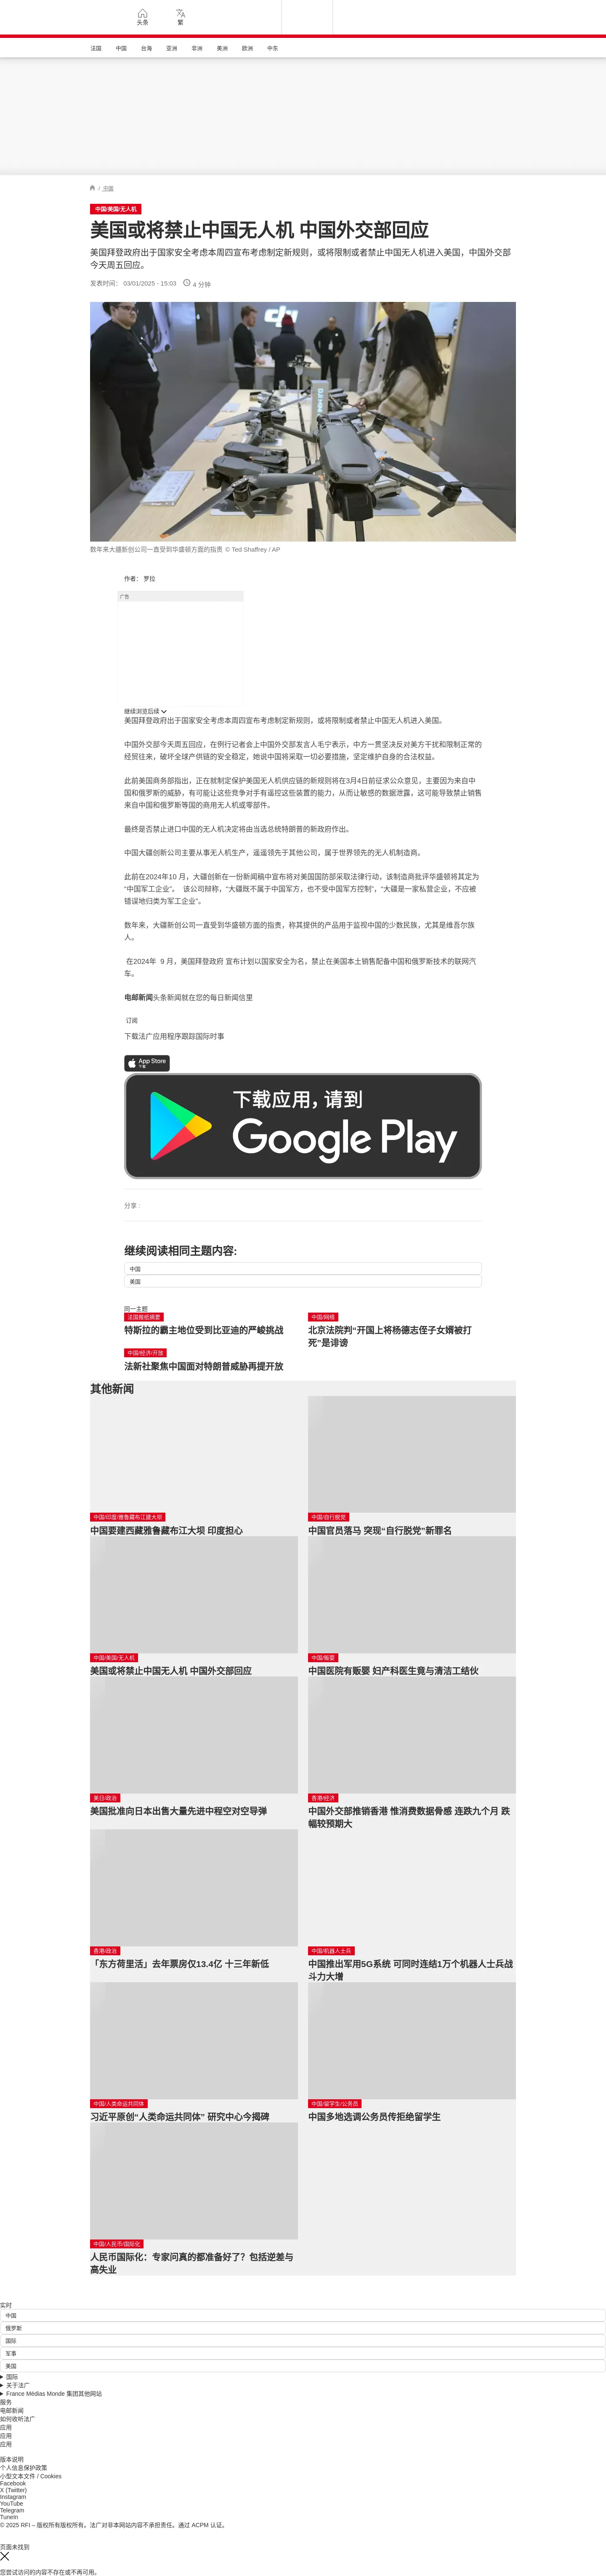 头条
繁
法国 中国 台海 亚洲 非洲 美洲 欧洲 中东
/ 中国
中国/美国/无人机
美国或将禁止中国无人机 中国外交部回应
美国拜登政府出于国家安全考虑本周四宣布考虑制定新规则，或将限制或者禁止中国无人机进入美国，中国外交部
今天周五回应。
发表时间： 03/01/2025 - 15:03 4 分钟
数年来大疆新创公司一直受到华盛顿方面的指责 © Ted Shaffrey / AP
作者： 罗拉
广告
继续浏览后续
美国拜登政府出于国家安全考虑本周四宣布考虑制定新规则，或将限制或者禁止中国无人机进入美国。
中国外交部今天周五回应，在例行记者会上中国外交部发言人毛宁表示，中方一贯坚决反对美方干扰和限制正常的
经贸往来，破坏全球产供链的安全稳定，她说中国将采取一切必要措施，坚定维护自身的合法权益。
此前美国商务部指出，正在就制定保护美国无人机供应链的新规则将在3月4日前征求公众意见，主要因为来自中
国和俄罗斯的威胁，有可能让这些竞争对手有遥控这些装置的能力，从而让敏感的数据泄露，这可能导致禁止销售
来自中国和俄罗斯等国的商用无人机或零部件。
最终是否禁止进口中国的无人机决定将由当选总统特朗普的新政府作出。
中国大疆创新公司主要从事无人机生产，遥遥领先于其他公司，属于世界领先的无人机制造商。
此前在2024年10 月，大疆创新在一份新闻稿中宣布将对美国国防部采取法律行动，该制造商批评华盛顿将其定为
“中国军工企业”。 该公司辩称，“大疆既不属于中国军方，也不受中国军方控制”，“大疆是一家私营企业，不应被
错误地归类为军工企业”。
数年来，大疆新创公司一直受到华盛顿方面的指责，称其提供的产品用于监视中国的少数民族，尤其是维吾尔族
人。
在2024年 9 月，美国拜登政府 宣布计划以国家安全为名，禁止在美国本土销售配备中国和俄罗斯技术的联网汽
车。
电邮新闻头条新闻就在您的每日新闻信里
订阅
下载法广应用程序跟踪国际时事
App Store
下载
下载应用，请到
Google Play
分享 :
继续阅读相同主题内容:
中国
美国
同一主题
法国报纸摘要
特斯拉的霸主地位受到比亚迪的严峻挑战
中国/网络
北京法院判“开国上将杨德志侄子女婿被打
死”是诽谤
中国/经济/开放
法新社聚焦中国面对特朗普威胁再提开放
其他新闻
中国/印度/雅鲁藏布江建大坝
中国要建西藏雅鲁藏布江大坝 印度担心
中国/自行脱党
中国官员落马 突现“自行脱党”新罪名
中国/美国/无人机
美国或将禁止中国无人机 中国外交部回应
中国/贩婴
中国医院有贩婴 妇产科医生竟与清洁工结伙
美日/政治
美国批准向日本出售大量先进中程空对空导弹
香港/经济
中国外交部推销香港 惟消费数据骨感 连跌九个月 跌
幅较预期大
香港/政治
「东方荷里活」去年票房仅13.4亿 十三年新低
中国/机器人士兵
中国推出军用5G系统 可同时连结1万个机器人士兵战
斗力大增
中国/人类命运共同体
习近平原创“人类命运共同体” 研究中心今揭碑
中国/留学生/公务员
中国多地选调公务员传拒绝留学生
中国/人民币/国际化
人民币国际化：专家问真的都准备好了？包括逆差与
高失业
实时
中国
俄罗斯
国际
军事
美国
国际
关于法广
France Médias Monde 集团其他网站
服务
电邮新闻
如何收听法广
应用
应用
应用
版本说明
个人信息保护政策
小型文本文件 / Cookies
Facebook
X (Twitter)
Instagram
YouTube
Telegram
TuneIn
© 2025 RFI – 版权所有版权所有。法广对非本网站内容不承担责任。通过 ACPM 认证。
页面未找到
您尝试访问的内容不存在或不再可用。